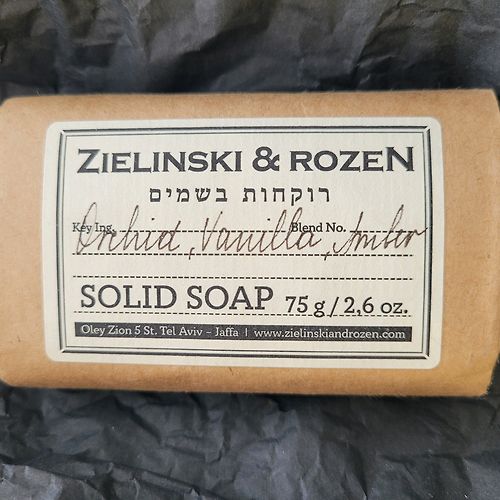 ZIELINSKI & ROZEN
רוקחות בשמים
Key Ing. Blend No.
Orchid, Vanilla, Amber
SOLID SOAP 75 g / 2,6 oz.
Oley Zion 5 St. Tel Aviv – Jaffa | www.zielinskiandrozen.com